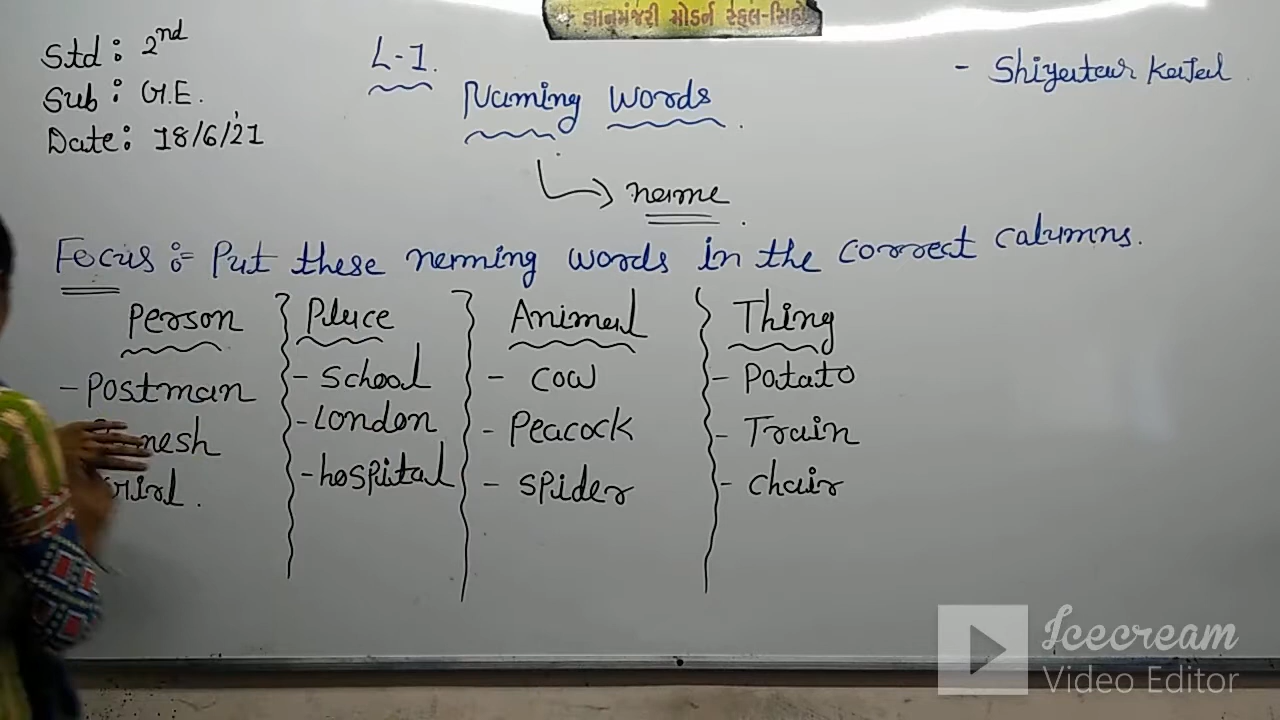 જ્ઞાનમંજરી મોડર્ન સ્કુલ-સિહો
Std : 2nd
Sub : G.E.
Date: 18/6/21
L-1.
- Shiyatar Kajal
Naming words.
name.
Focus :- Put these naming words in the correct columns.
Person Place Animal Thing
- Postman - School - Cow - Potato
mesh - London - Peacock - Train
Girl. - hospital - Spider - Chair
Icecream
Video Editor